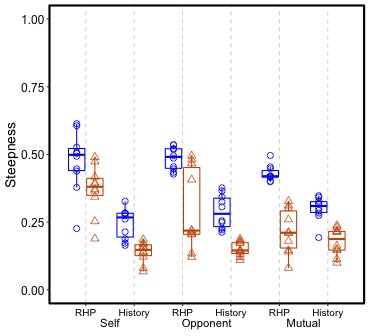 1.00
0.75
Steepness
0.50
0.25
0.00
RHP History RHP History RHP History
Self Opponent Mutual